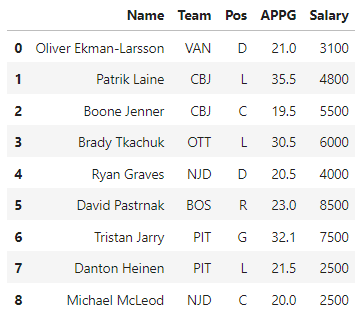 Name Team Pos APPG Salary
0 Oliver Ekman-Larsson VAN D 21.0 3100
1 Patrik Laine CBJ L 35.5 4800
2 Boone Jenner CBJ C 19.5 5500
3 Brady Tkachuk OTT L 30.5 6000
4 Ryan Graves NJD D 20.5 4000
5 David Pastrnak BOS R 23.0 8500
6 Tristan Jarry PIT G 32.1 7500
7 Danton Heinen PIT L 21.5 2500
8 Michael McLeod NJD C 20.0 2500